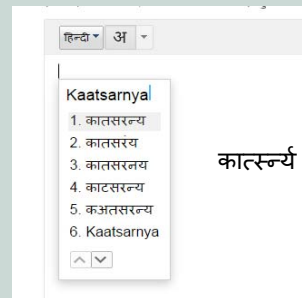 हिन्दी अ
Kaatsarnya
1. कातसरन्य
2. कातसरंय
3. कातसरनय
4. काटसरन्य
5. कअतसरन्य
6. Kaatsarnya
कार्त्स्न्र्य